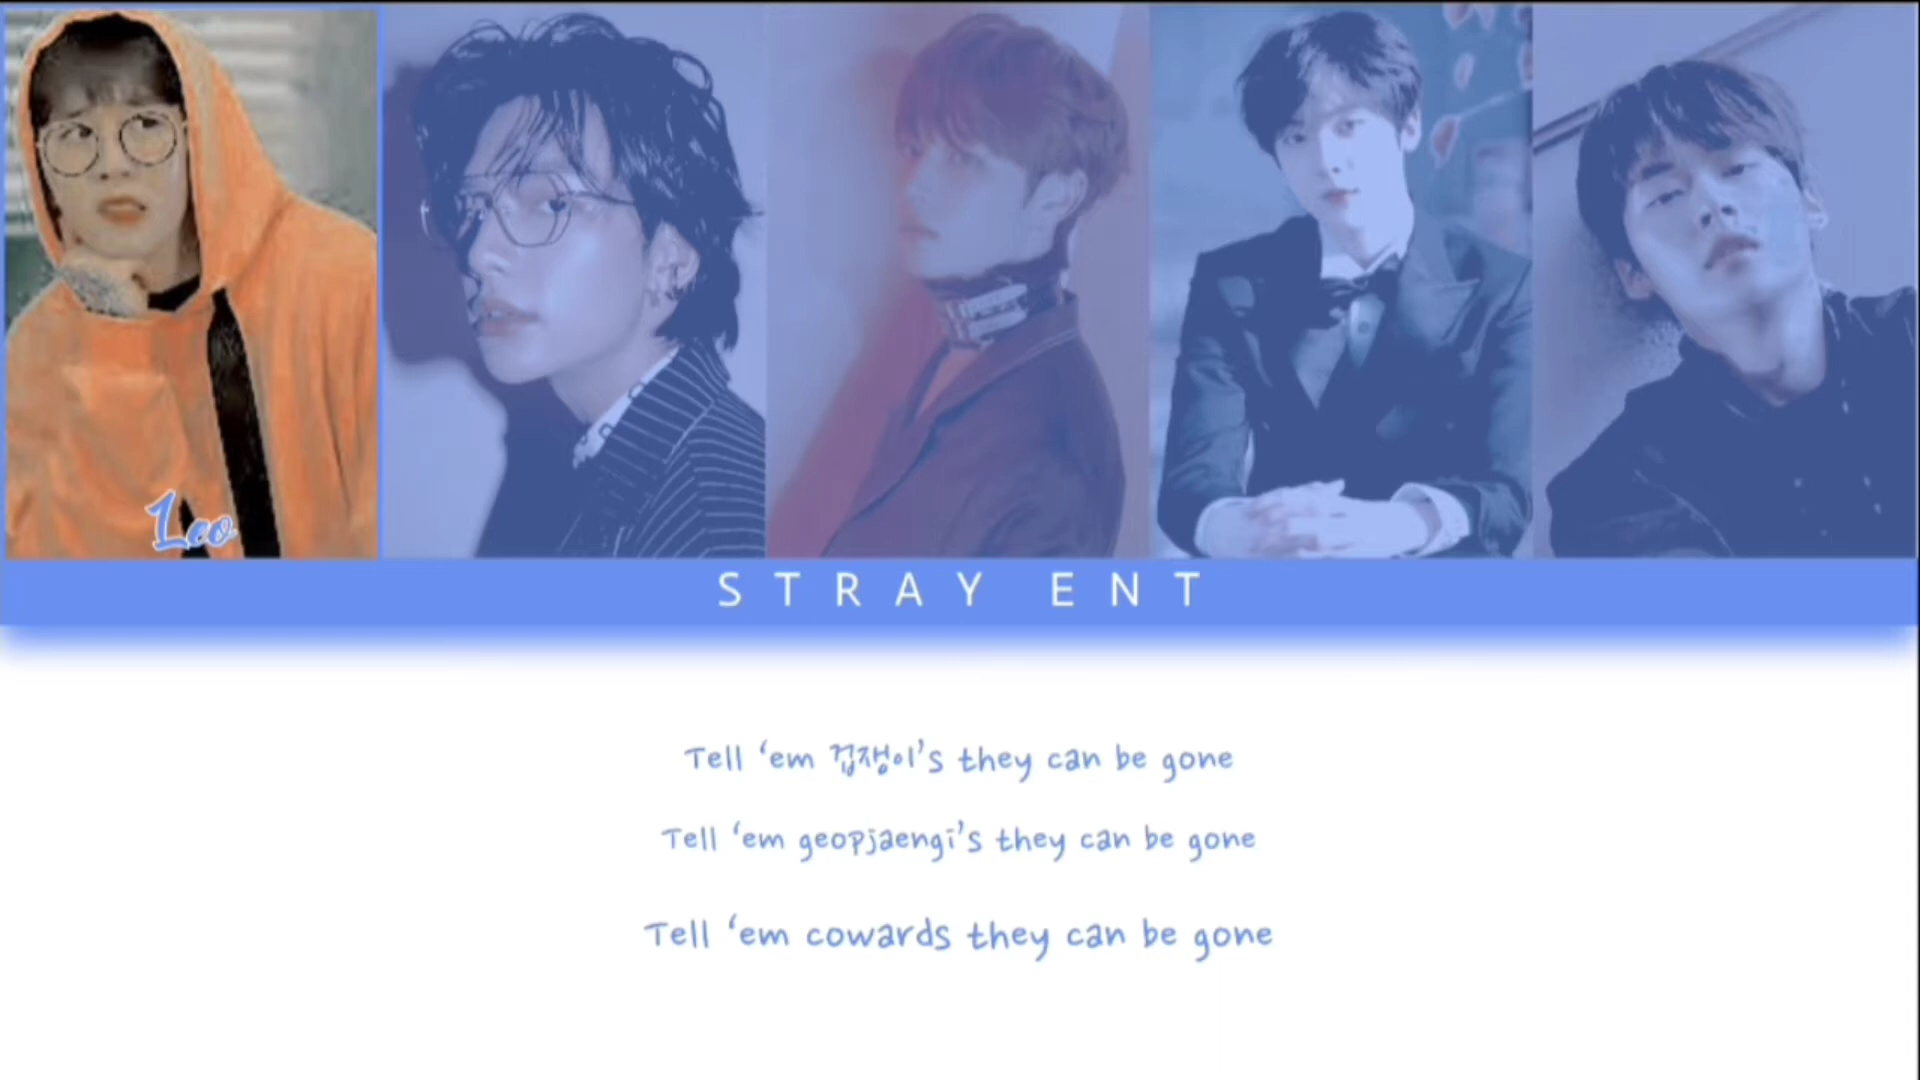 Leo
STRAY ENT
Tell ‘em 겁쟁이’s they can be gone
Tell ‘em geopjaengi’s they can be gone
Tell ‘em cowards they can be gone